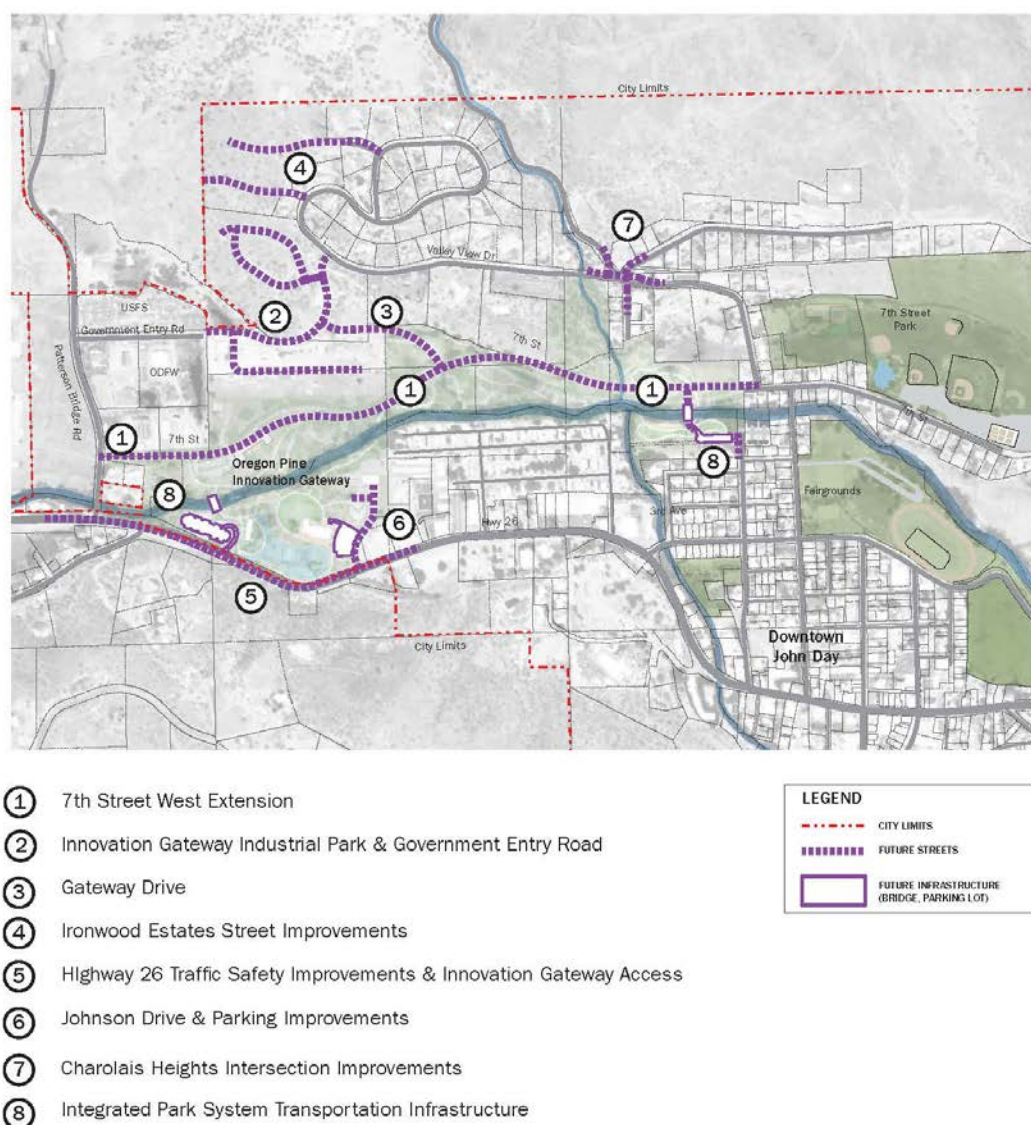 City Limits
4
7
Valley View Dr
USFS
2
3
7th Street
Park
Government Entry Rd
7th St
ODFW
Patterson Bridge Rd
1
1
1
7th St
7th St
Oregon Pine /
Innovation Gateway
8
8
Fairgrounds
6
Hwy 26
3rd Ave
5
City Limits
Downtown
John Day
1 7th Street West Extension
2 Innovation Gateway Industrial Park & Government Entry Road
3 Gateway Drive
4 Ironwood Estates Street Improvements
5 HIghway 26 Traffic Safety Improvements & Innovation Gateway Access
6 Johnson Drive & Parking Improvements
7 Charolais Heights Intersection Improvements
8 Integrated Park System Transportation Infrastructure
LEGEND
CITY LIMITS
FUTURE STREETS
FUTURE INFRASTRUCTURE
(BRIDGE, PARKING LOT)